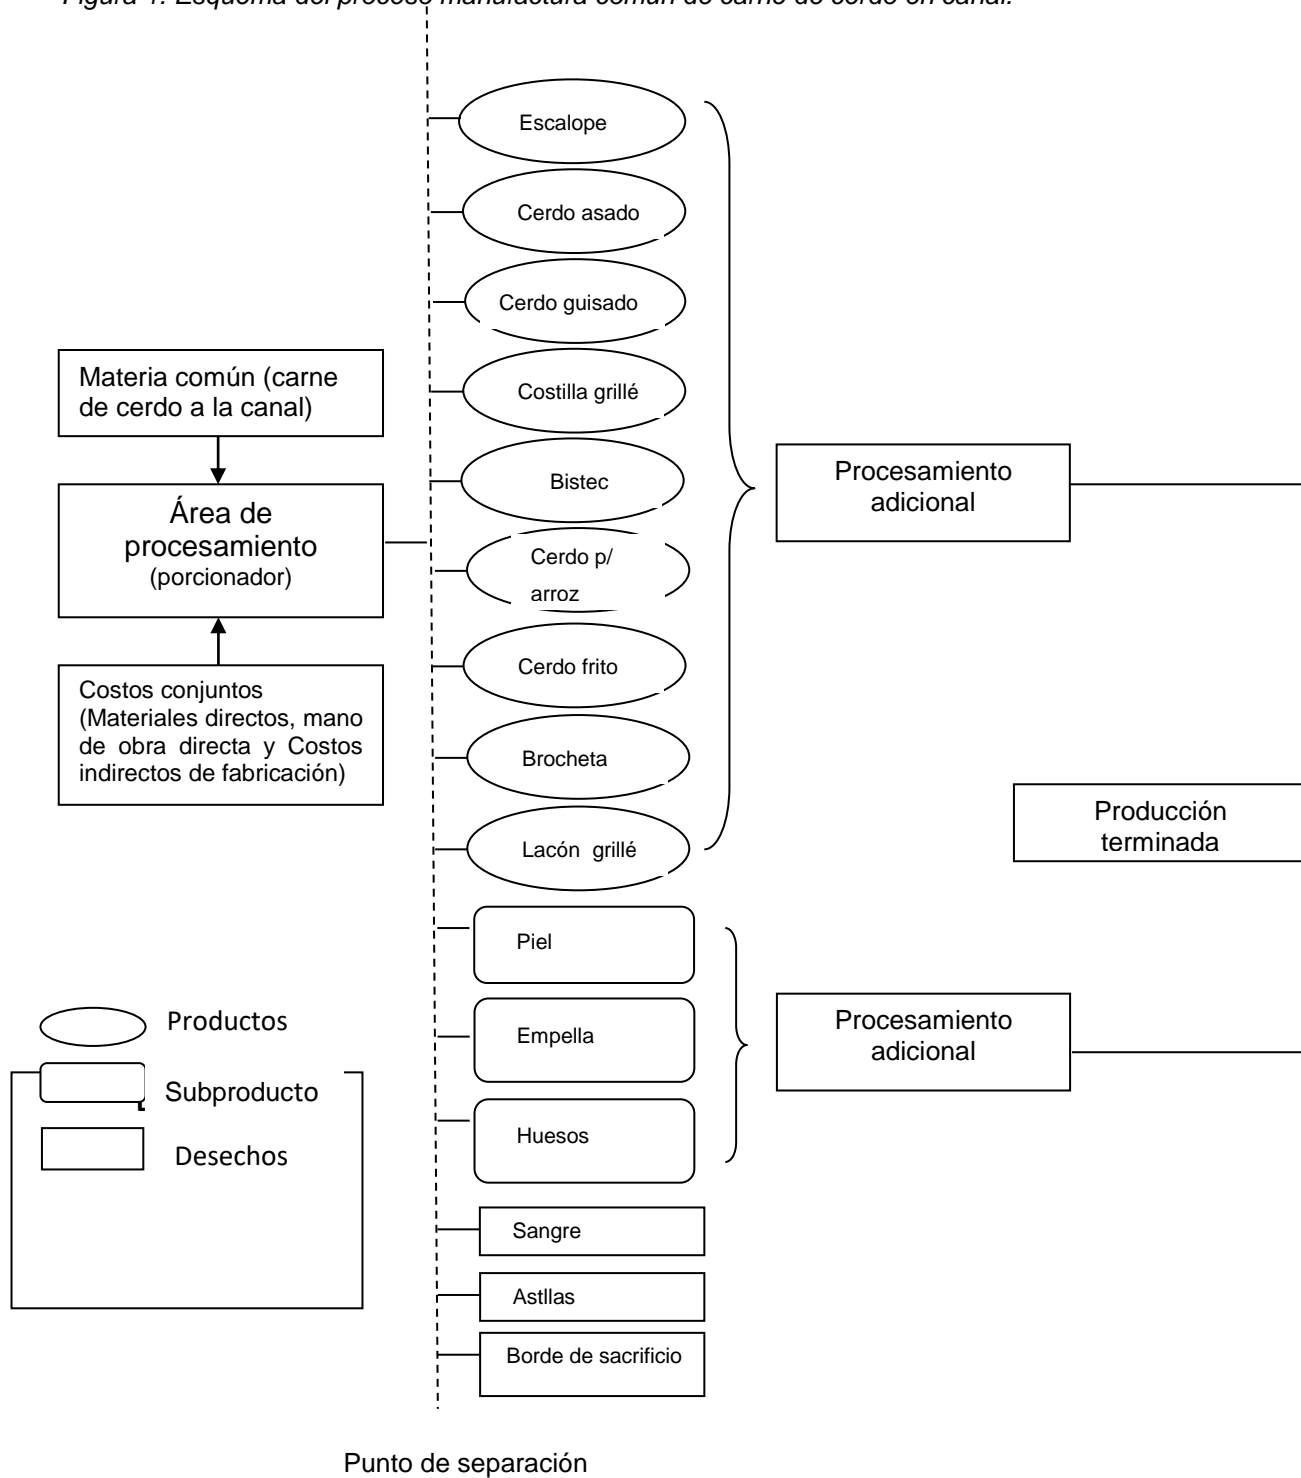 Figura 1. Esquema del proceso manufactura común de carne de cerdo en canal.
Escalope
Cerdo asado
Cerdo guisado
Costilla grillé
Bistec
Cerdo p/
arroz
Cerdo frito
Brocheta
Lacón grillé
Materia común (carne
de cerdo a la canal)
Área de
procesamiento
(porcionador)
Costos conjuntos
(Materiales directos, mano
de obra directa y Costos
indirectos de fabricación)
Procesamiento
adicional
Producción
terminada
Piel
Empella
Huesos
Procesamiento
adicional
Productos
Subproducto
Desechos
Sangre
Astllas
Borde de sacrificio
Punto de separación